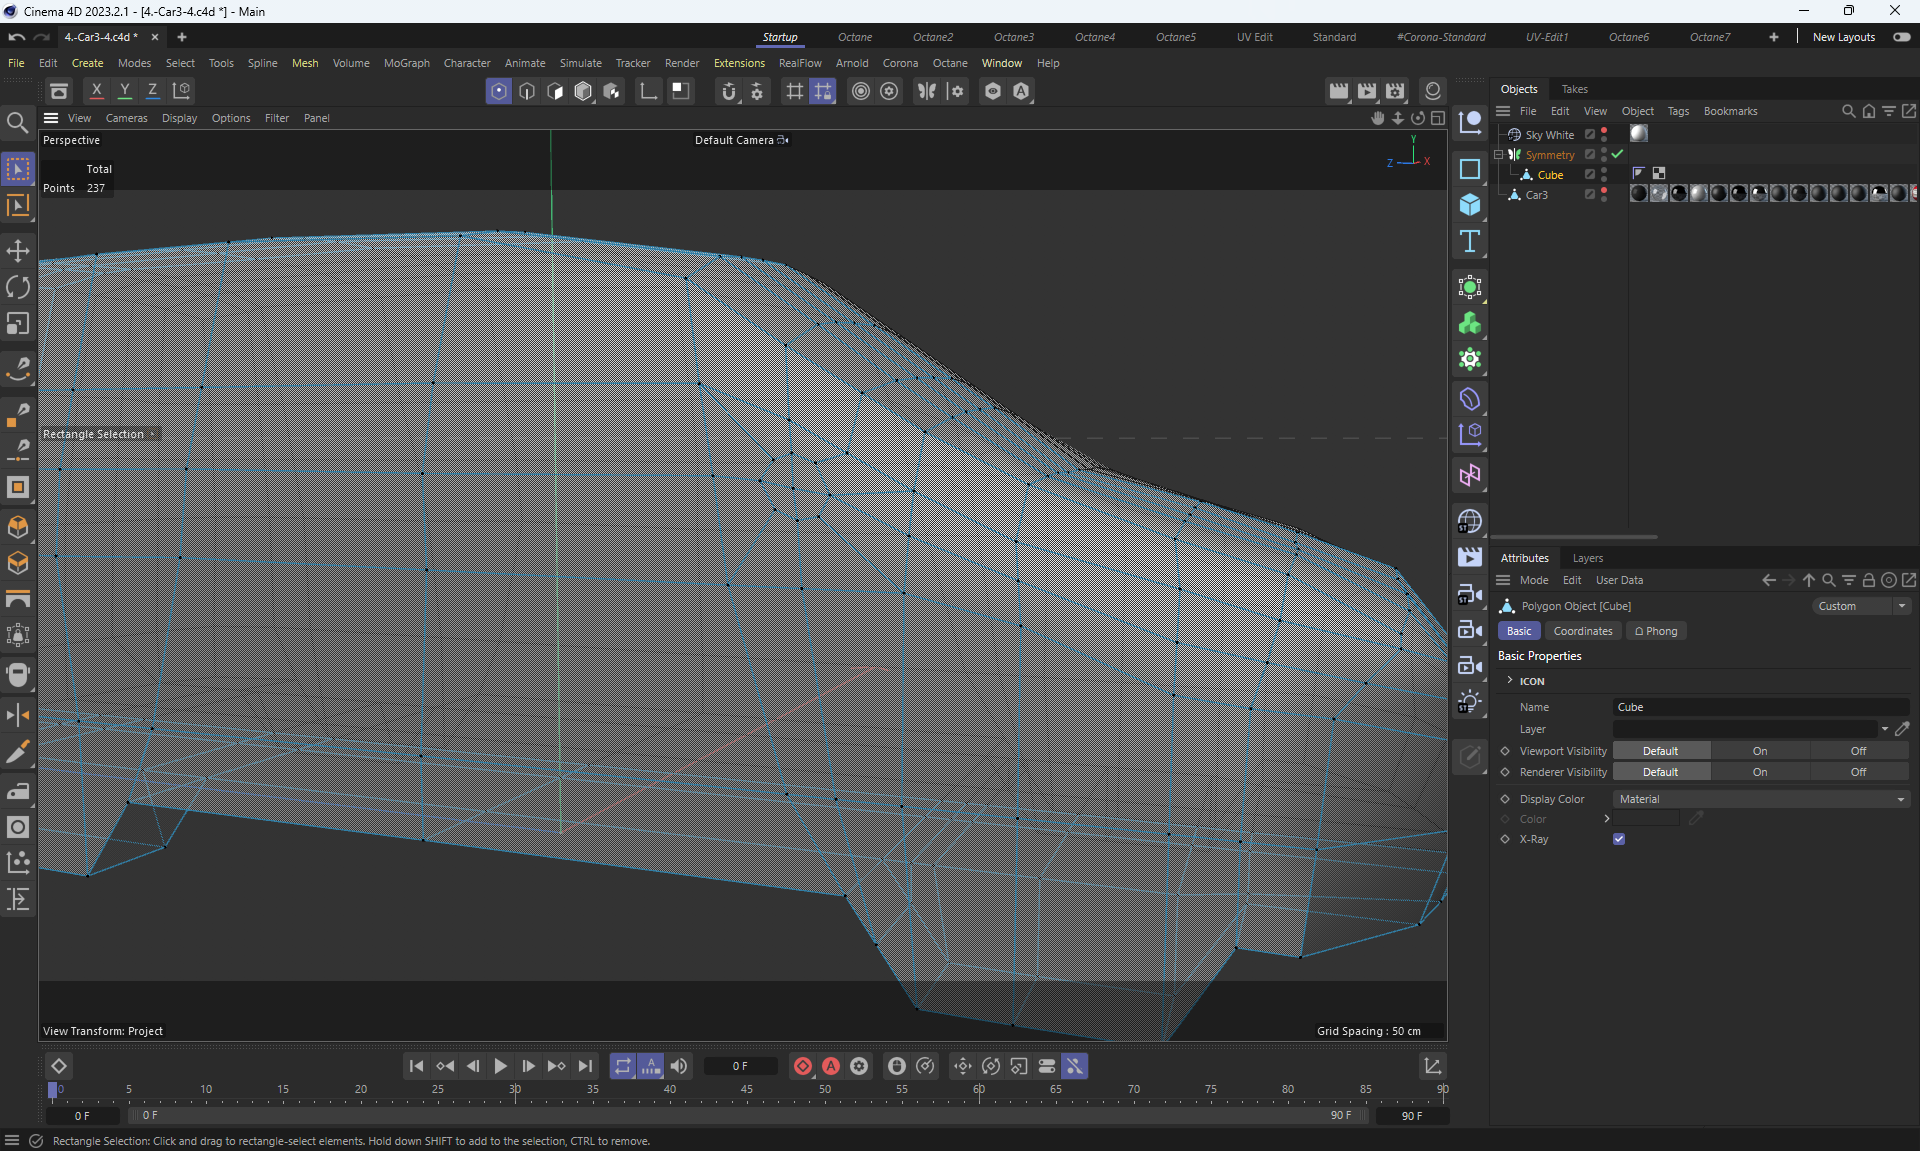 Cinema 4D 2023.2.1 - [4.-Car3-4.c4d *] - Main
4.-Car3-4.c4d *
Startup Octane Octane2 Octane3 Octane4 Octane5 UV Edit Standard #Corona-Standard UV-Edit1 Octane6 Octane7 New Layouts
File Edit Create Modes Select Tools Spline Mesh Volume MoGraph Character Animate Simulate Tracker Render Extensions RealFlow Arnold Corona Octane Window Help
X Y Z
View Cameras Display Options Filter Panel
Perspective
Default Camera
Y
Z X
Total
Points 237
Rectangle Selection
View Transform: Project
Grid Spacing : 50 cm
Objects Takes
File Edit View Object Tags Bookmarks
Sky White
Symmetry
Cube
Car3
Attributes Layers
Mode Edit User Data
Polygon Object [Cube]
Custom
Basic Coordinates Phong
Basic Properties
ICON
Name Cube
Layer
Viewport Visibility Default On Off
Renderer Visibility Default On Off
Display Color Material
Color
X-Ray
0 F
0 5 10 15 20 25 30 35 40 45 50 55 60 65 70 75 80 85 90
0 F 0 F 90 F 90 F
Rectangle Selection: Click and drag to rectangle-select elements. Hold down SHIFT to add to the selection, CTRL to remove.